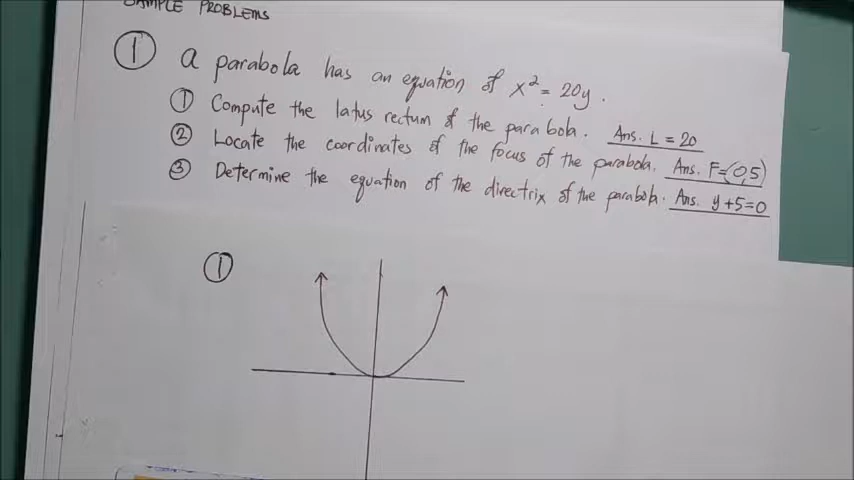 SAMPLE PROBLEMS
① a parabola has an equation of x² = 20y.
① Compute the latus rectum of the parabola. Ans. L = 20
② Locate the coordinates of the focus of the parabola. Ans. F=(0,5)
③ Determine the equation of the directrix of the parabola. Ans. y+5=0
①